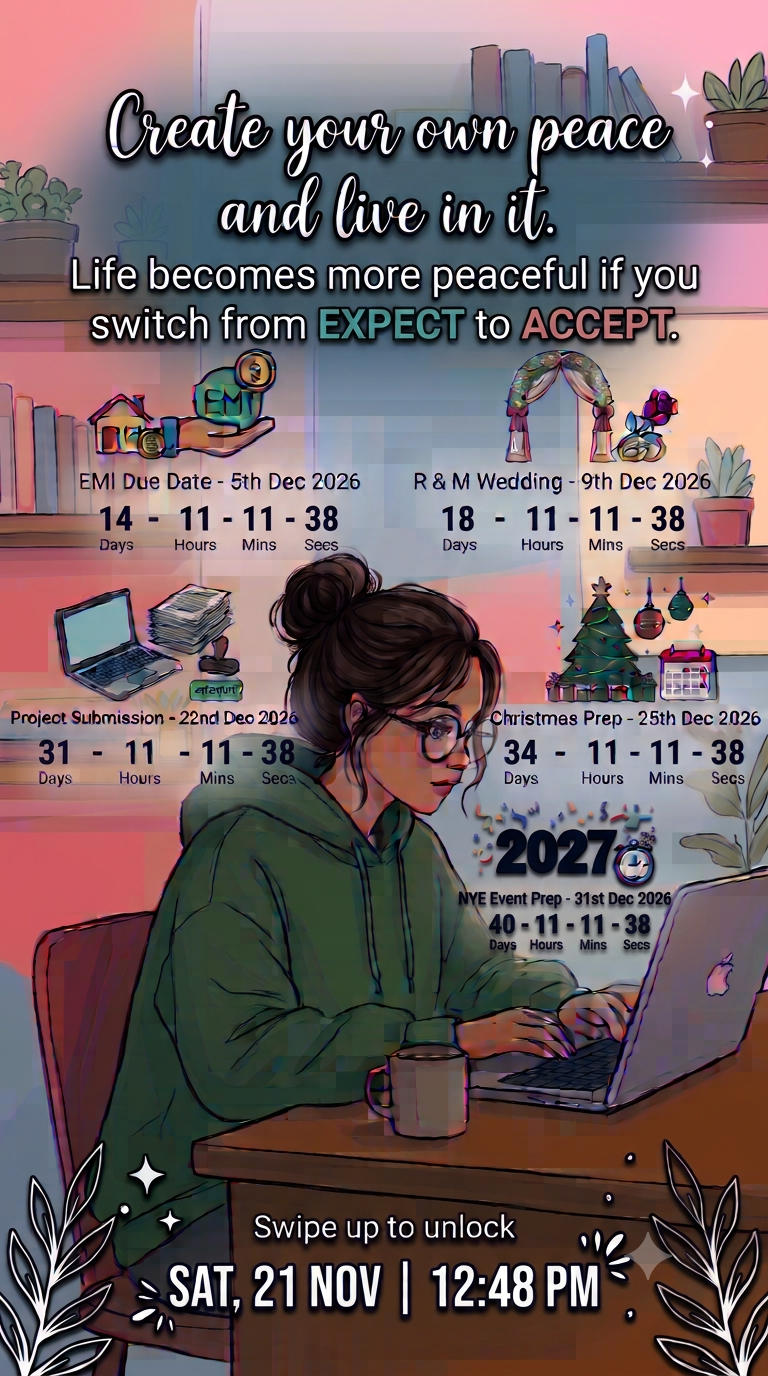 Create your own peace
and live in it.
Life becomes more peaceful if you
switch from EXPECT to ACCEPT.
EMI
EMI Due Date - 5th Dec 2026
14 - 11 - 11 - 38
Days Hours Mins Secs
R & M Wedding - 9th Dec 2026
18 - 11 - 11 - 38
Days Hours Mins Secs
Project Submission - 22nd Dec 2026
31 - 11 - 11 - 38
Days Hours Mins Secs
Christmas Prep - 25th Dec 2026
34 - 11 - 11 - 38
Days Hours Mins Secs
2027
NYE Event Prep - 31st Dec 2026
40 - 11 - 11 - 38
Days Hours Mins Secs
Swipe up to unlock
SAT, 21 NOV | 12:48 PM